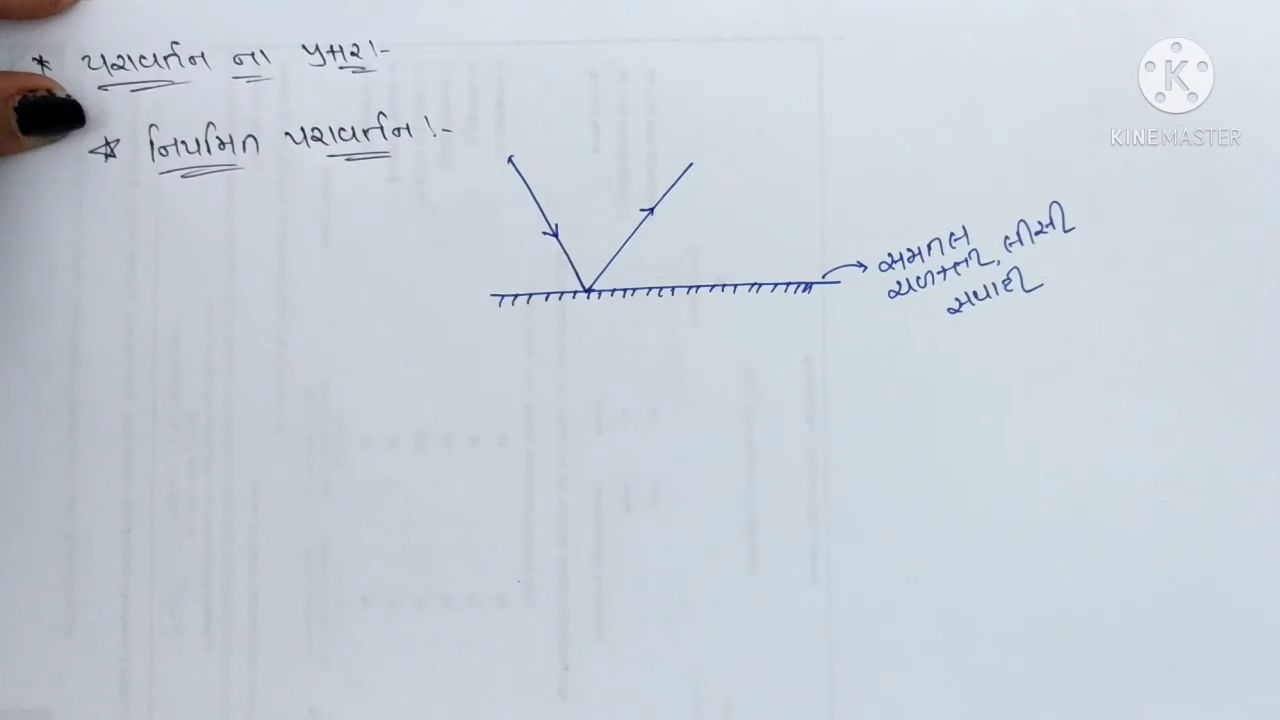 * પરાવર્તન ના પ્રકાર :-
* નિયમિત પરાવર્તન :-
સમતલ
ચળકતી, લીસી
સપાટી
K
KINEMASTER